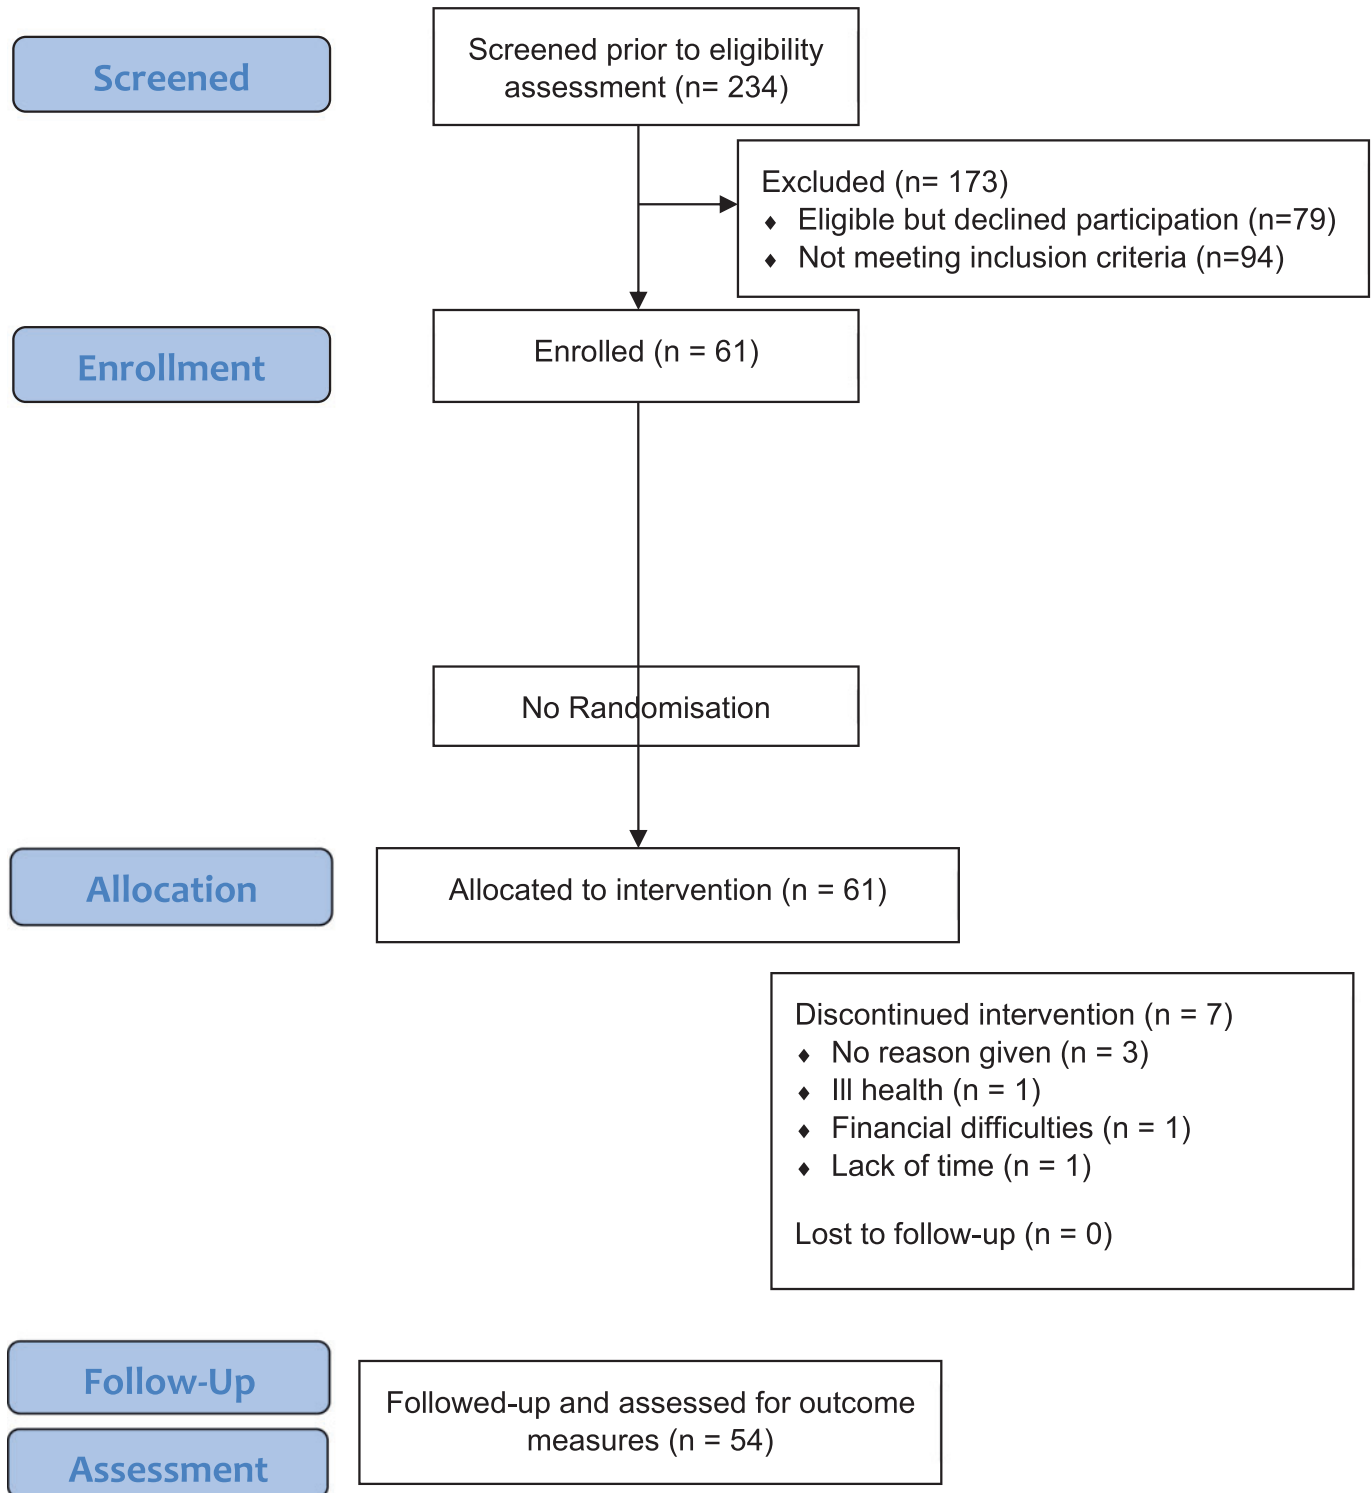 Screened
Screened prior to eligibility
assessment (n= 234)
Excluded (n= 173)
♦ Eligible but declined participation (n=79)
♦ Not meeting inclusion criteria (n=94)
Enrollment
Enrolled (n = 61)
No Randomisation
Allocation
Allocated to intervention (n = 61)
Discontinued intervention (n = 7)
♦ No reason given (n = 3)
♦ Ill health (n = 1)
♦ Financial difficulties (n = 1)
♦ Lack of time (n = 1)
Lost to follow-up (n = 0)
Follow-Up
Followed-up and assessed for outcome
measures (n = 54)
Assessment